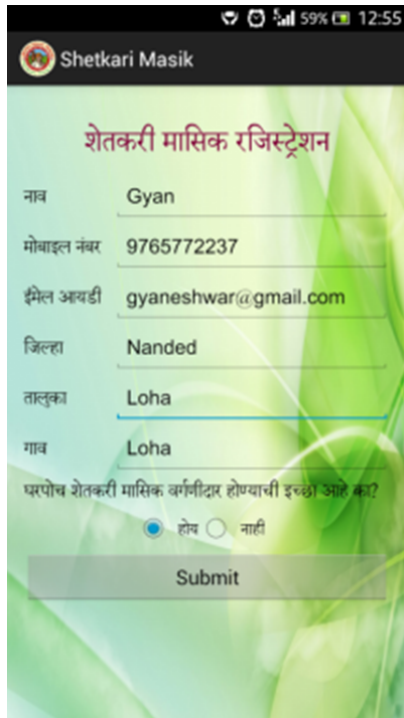 59% 12:55
Shetkari Masik
शेतकरी मासिक रजिस्ट्रेशन
नाव Gyan
मोबाइल नंबर 9765772237
ईमेल आयडी gyaneshwar@gmail.com
जिल्हा Nanded
तालुका Loha
गाव Loha
घरपोच शेतकरी मासिक वर्गणीदार होण्याची इच्छा आहे का?
होय नाही
Submit